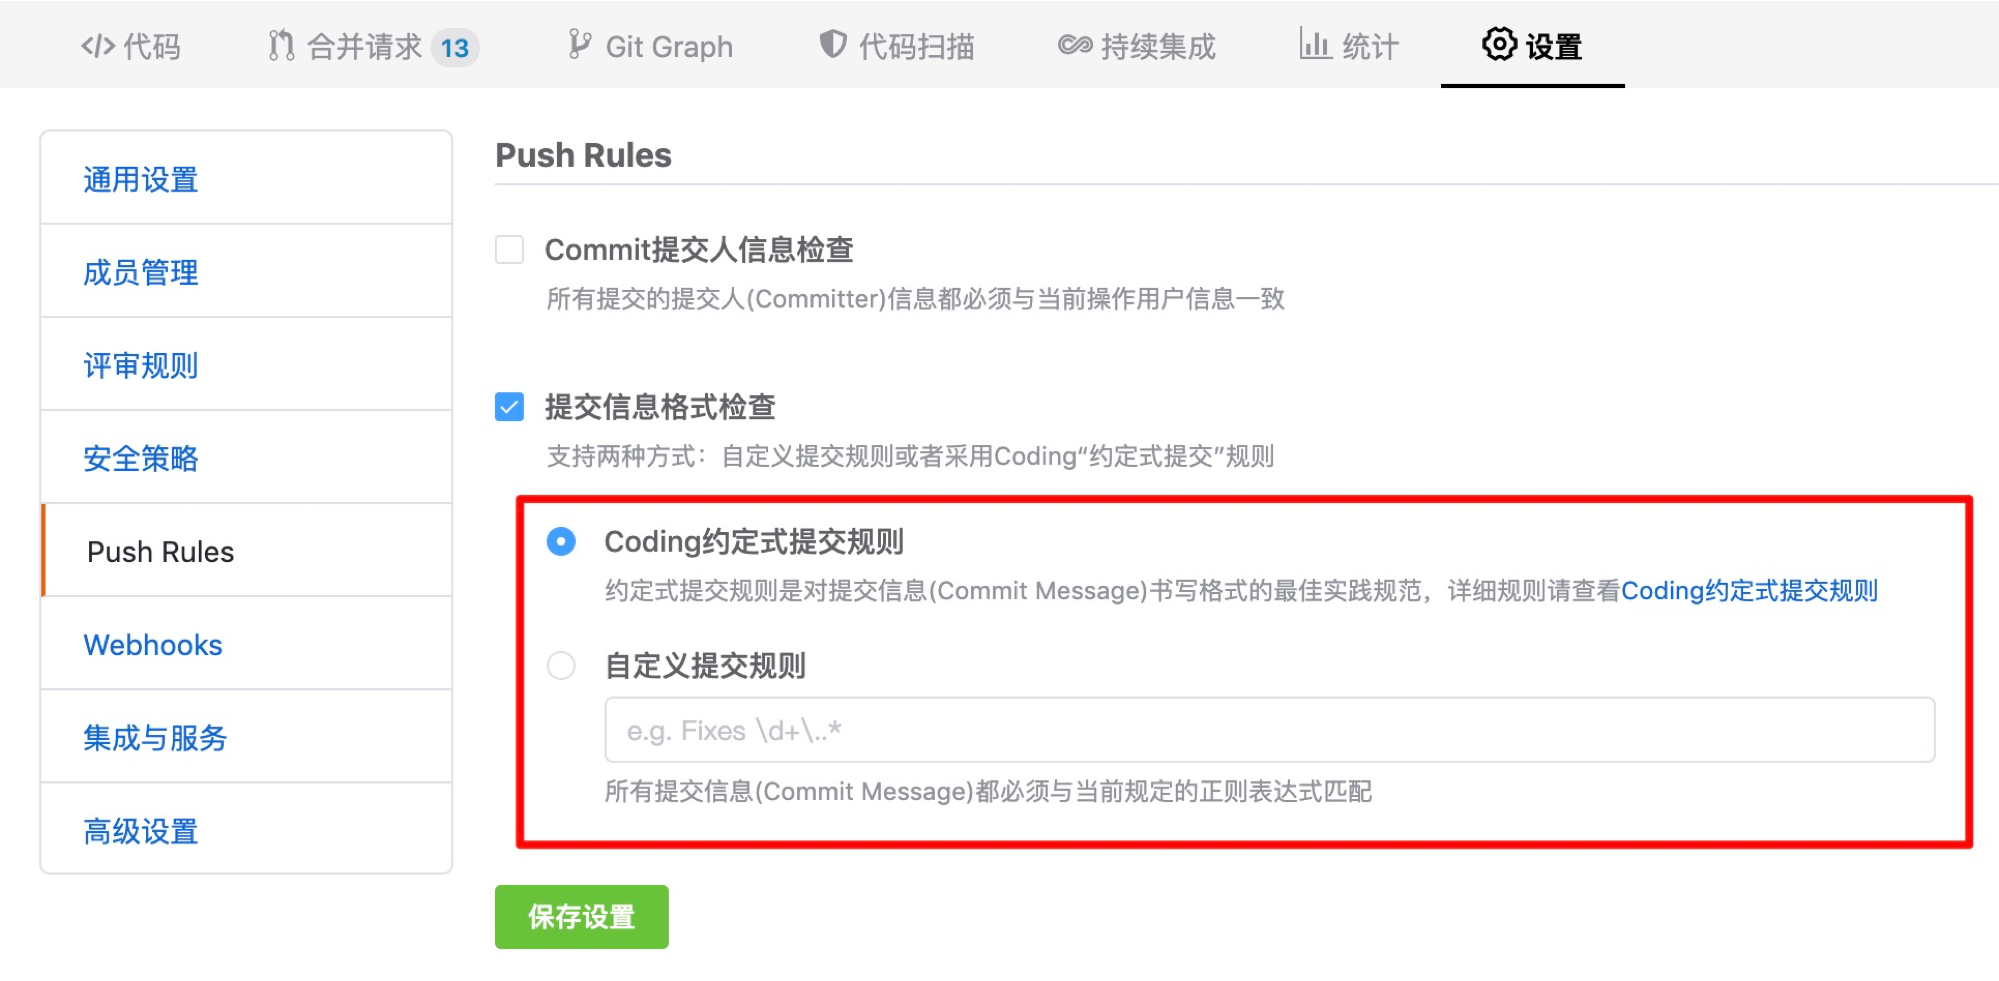 代码
合并请求 13
Git Graph
代码扫描
持续集成
统计
设置
通用设置
成员管理
评审规则
安全策略
Push Rules
Webhooks
集成与服务
高级设置
Push Rules
Commit提交人信息检查
所有提交的提交人(Committer)信息都必须与当前操作用户信息一致
提交信息格式检查
支持两种方式：自定义提交规则或者采用Coding“约定式提交”规则
Coding约定式提交规则
约定式提交规则是对提交信息(Commit Message)书写格式的最佳实践规范，详细规则请查看Coding约定式提交规则
自定义提交规则
e.g. Fixes \d+\..*
所有提交信息(Commit Message)都必须与当前规定的正则表达式匹配
保存设置